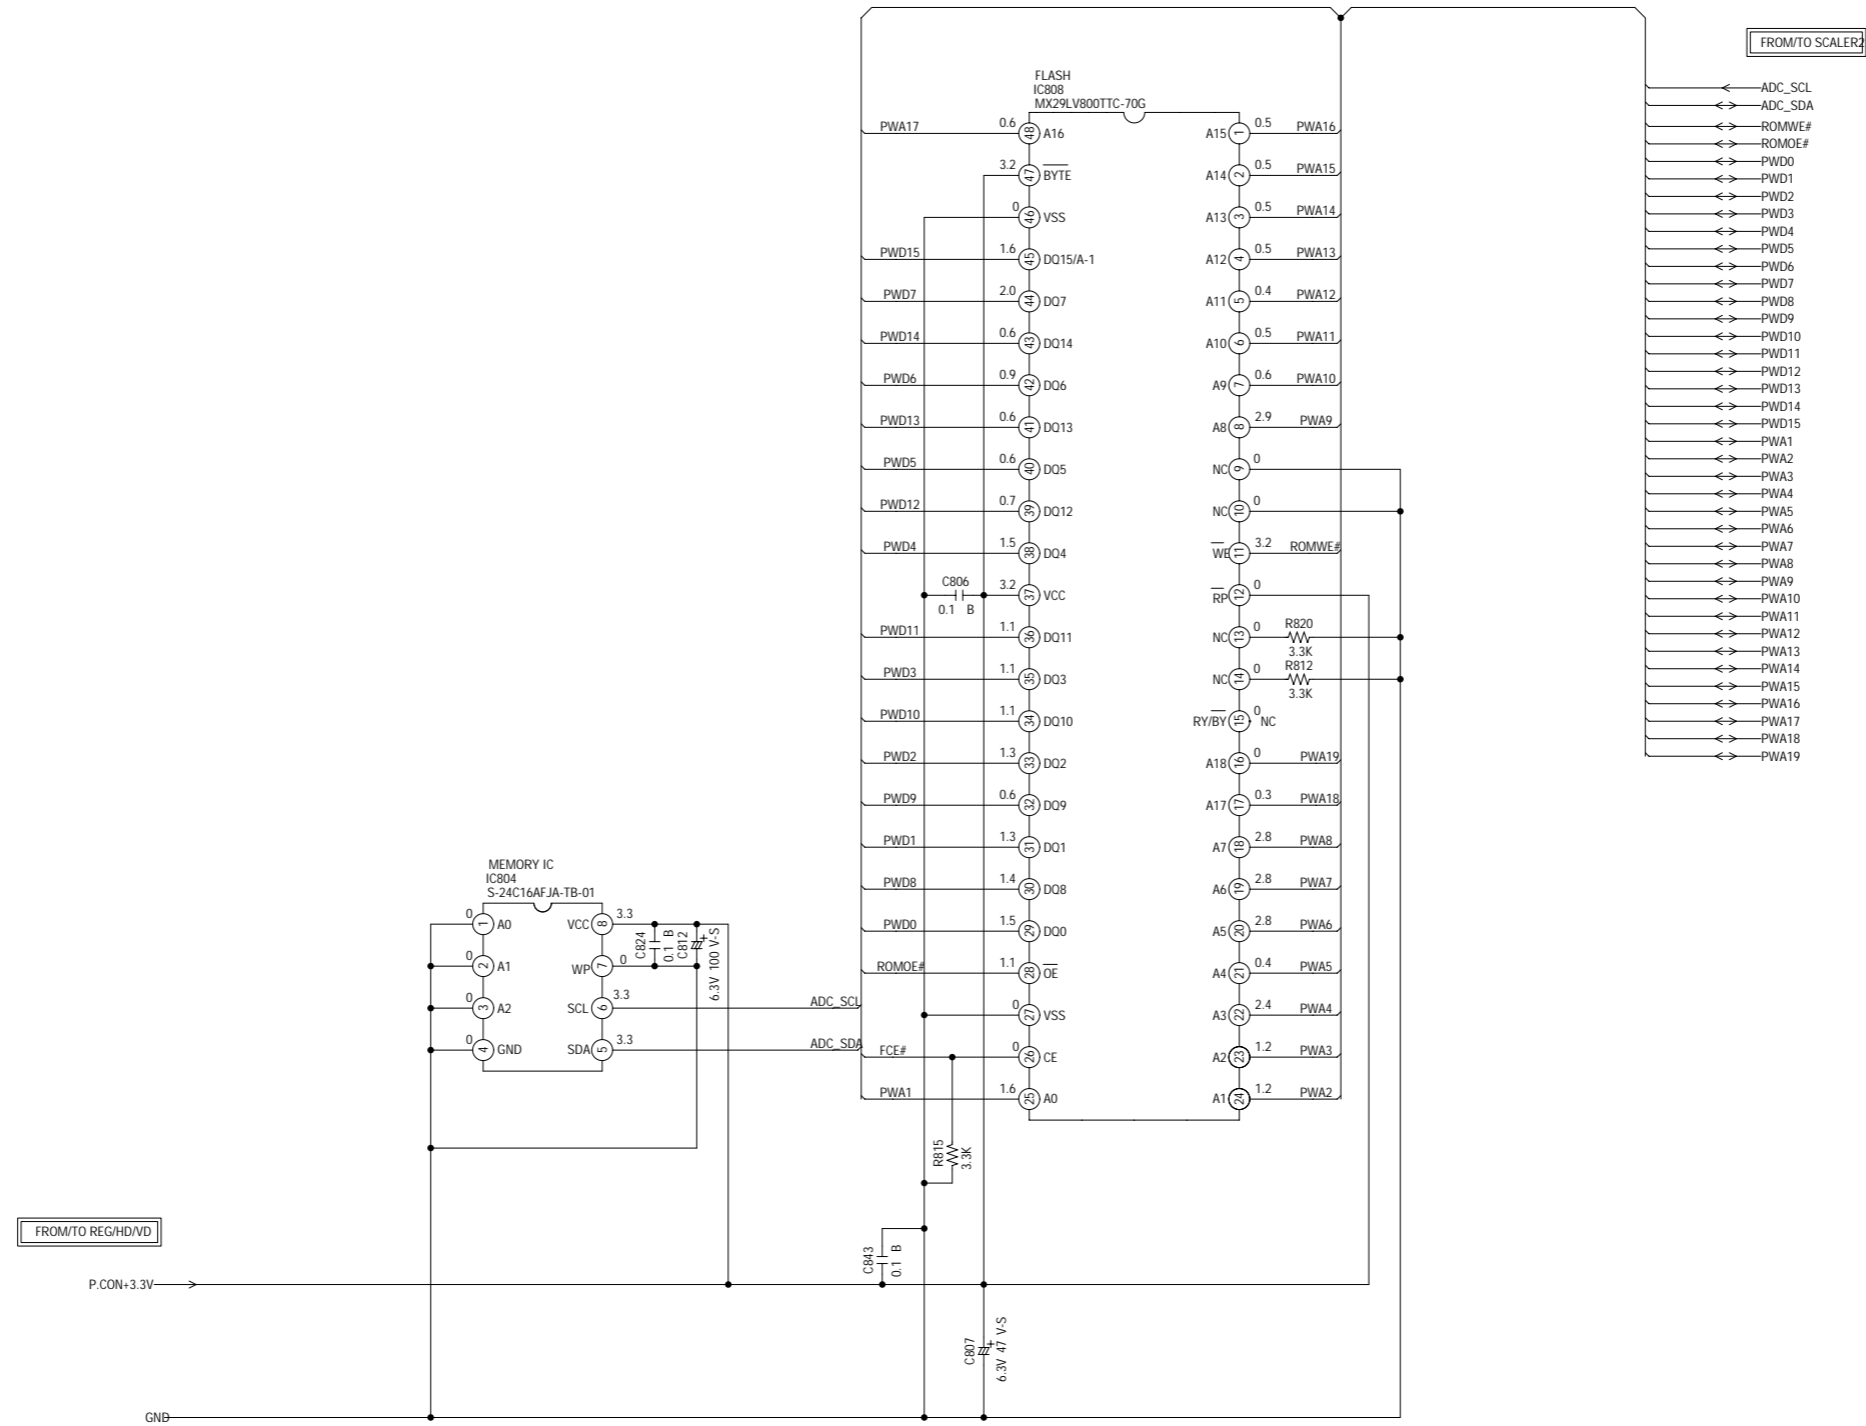 FROM/TO SCALER2
FLASH
IC808
MX29LV800TTC-70G
PWA17 0.6 48 A16 A15 1 0.5 PWA16
3.2 47 BYTE A14 2 0.5 PWA15
0 46 VSS A13 3 0.5 PWA14
PWD15 1.6 45 DQ15/A-1 A12 4 0.5 PWA13
PWD7 2.0 44 DQ7 A11 5 0.4 PWA12
PWD14 0.6 43 DQ14 A10 6 0.5 PWA11
PWD6 0.9 42 DQ6 A9 7 0.6 PWA10
PWD13 0.6 41 DQ13 A8 8 2.9 PWA9
PWD5 0.6 40 DQ5 NC 9 0
PWD12 0.7 39 DQ12 NC 10 0
PWD4 1.5 38 DQ4 WE 11 3.2 ROMWE#
C806
0.1 B
3.2 37 VCC RP 12 0
PWD11 1.1 36 DQ11 NC 13 0 R820
3.3K
PWD3 1.1 35 DQ3 NC 14 0 R812
3.3K
PWD10 1.1 34 DQ10 RY/BY 15 0 NC
PWD2 1.3 33 DQ2 A18 16 0 PWA19
PWD9 0.6 32 DQ9 A17 17 0.3 PWA18
PWD1 1.3 31 DQ1 A7 18 2.8 PWA8
PWD8 1.4 30 DQ8 A6 19 2.8 PWA7
PWD0 1.5 29 DQ0 A5 20 2.8 PWA6
ROMOE# 1.1 28 OE A4 21 0.4 PWA5
0 27 VSS A3 22 2.4 PWA4
FCE# 0 26 CE A2 23 1.2 PWA3
PWA1 1.6 25 A0 A1 24 1.2 PWA2
R815
3.3K
ADC_SCL
ADC_SDA
ROMWE#
ROMOE#
PWD0
PWD1
PWD2
PWD3
PWD4
PWD5
PWD6
PWD7
PWD8
PWD9
PWD10
PWD11
PWD12
PWD13
PWD14
PWD15
PWA1
PWA2
PWA3
PWA4
PWA5
PWA6
PWA7
PWA8
PWA9
PWA10
PWA11
PWA12
PWA13
PWA14
PWA15
PWA16
PWA17
PWA18
PWA19
MEMORY IC
IC804
S-24C16AFJA-TB-01
0 1 A0 VCC 8 3.3
0 2 A1 WP 7 0
0 3 A2 SCL 6 3.3 ADC_SCL
0 4 GND SDA 5 3.3 ADC_SDA
C824
0.1 B
C812
6.3V 100 V-S
+
FROM/TO REG/HD/VD
P.CON+3.3V
C843
0.1 B
C807
6.3V 47 V-S
+
GND